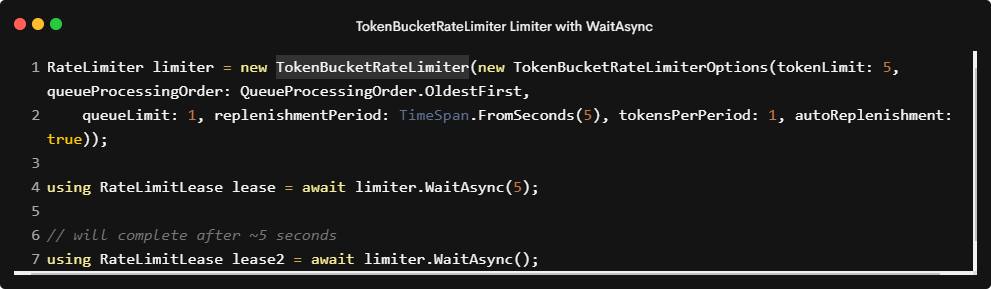 TokenBucketRateLimiter Limiter with WaitAsync
1 RateLimiter limiter = new TokenBucketRateLimiter(new TokenBucketRateLimiterOptions(tokenLimit: 5,
queueProcessingOrder: QueueProcessingOrder.OldestFirst,
2     queueLimit: 1, replenishmentPeriod: TimeSpan.FromSeconds(5), tokensPerPeriod: 1, autoReplenishment:
true));
3
4 using RateLimitLease lease = await limiter.WaitAsync(5);
5
6 // will complete after ~5 seconds
7 using RateLimitLease lease2 = await limiter.WaitAsync();